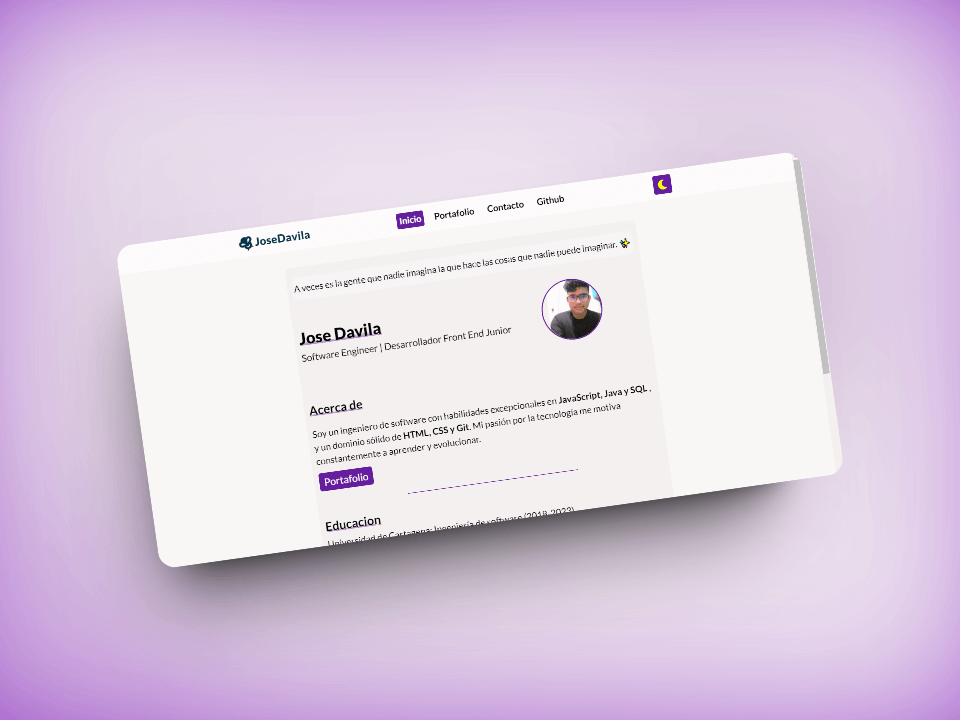 JoseDavila
Inicio Portafolio Contacto Github
A veces es la gente que nadie imagina la que hace las cosas que nadie puede imaginar.
Jose Davila
Software Engineer | Desarrollador Front End Junior
Acerca de
Soy un ingeniero de software con habilidades excepcionales en JavaScript, Java y SQL ,
y un dominio sólido de HTML, CSS y Git. Mi pasión por la tecnología me motiva
constantemente a aprender y evolucionar.
Portafolio
Educacion
Universidad de Cartagena: Ingeniería de software (2018-2023)